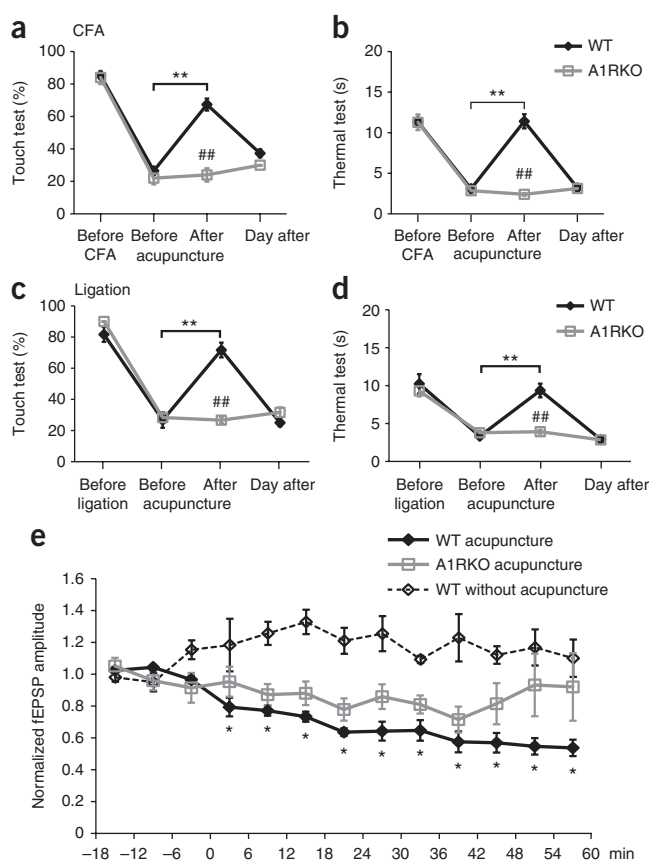 a
CFA
Touch test (%)
100
80
60
40
20
0
**
##
Before CFA
Before
After
acupuncture
Day after
b
Thermal test (s)
20
15
10
5
0
**
##
WT
A1RKO
Before CFA
Before
After
acupuncture
Day after
c
Ligation
Touch test (%)
100
80
60
40
20
0
**
##
Before ligation
Before
After
acupuncture
Day after
d
Thermal test (s)
20
15
10
5
0
**
##
WT
A1RKO
Before ligation
Before
After
acupuncture
Day after
e
WT acupuncture
A1RKO acupuncture
WT without acupuncture
Normalized fEPSP amplitude
1.6
1.4
1.2
1.0
0.8
0.6
0.4
0.2
0
* * * * * * * * * *
–18 –12 –6 0 6 12 18 24 30 36 42 48 54 60 min